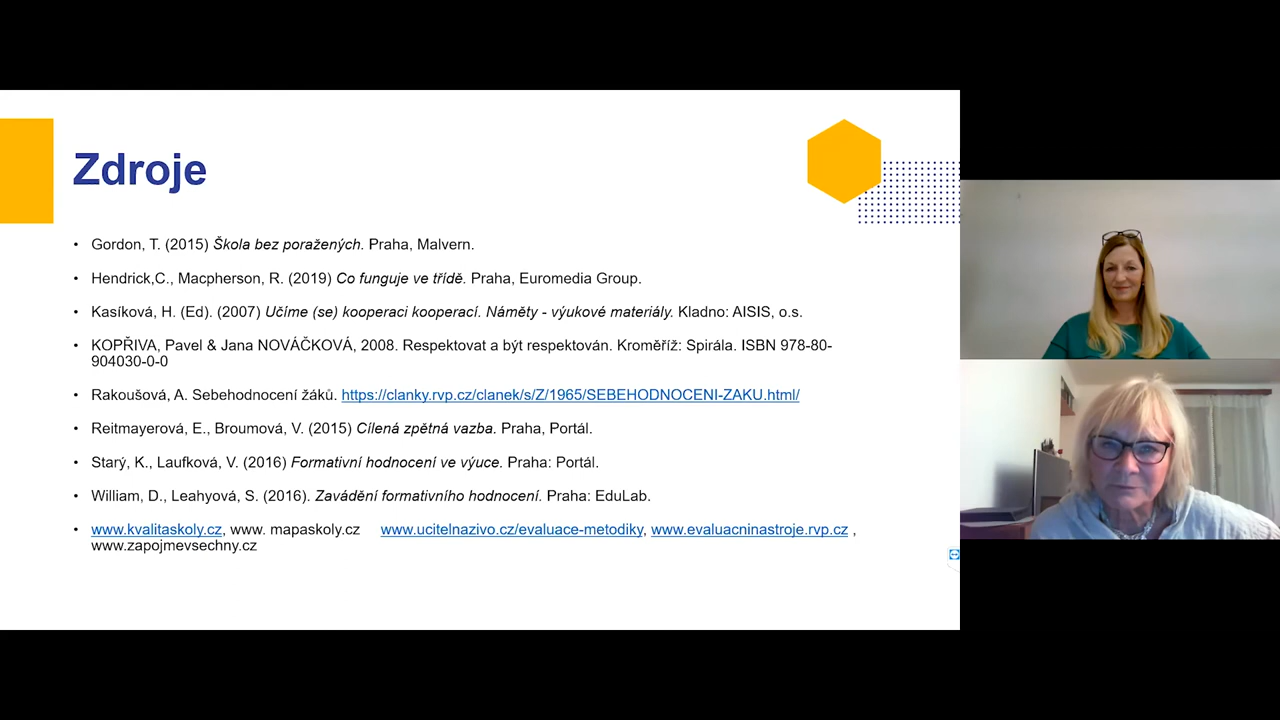 Zdroje
• Gordon, T. (2015) Škola bez poražených. Praha, Malvern.
• Hendrick,C., Macpherson, R. (2019) Co funguje ve třídě. Praha, Euromedia Group.
• Kasíková, H. (Ed). (2007) Učíme (se) kooperaci kooperací. Náměty - výukové materiály. Kladno: AISIS, o.s.
• KOPŘIVA, Pavel & Jana NOVÁČKOVÁ, 2008. Respektovat a být respektován. Kroměříž: Spirála. ISBN 978-80-
904030-0-0
• Rakoušová, A. Sebehodnocení žáků. https://clanky.rvp.cz/clanek/s/Z/1965/SEBEHODNOCENI-ZAKU.html/
• Reitmayerová, E., Broumová, V. (2015) Cílená zpětná vazba. Praha, Portál.
• Starý, K., Laufková, V. (2016) Formativní hodnocení ve výuce. Praha: Portál.
• William, D., Leahyová, S. (2016). Zavádění formativního hodnocení. Praha: EduLab.
• www.kvalitaskoly.cz, www. mapaskoly.cz www.ucitelnazivo.cz/evaluace-metodiky, www.evaluacninastroje.rvp.cz ,
www.zapojmevsechny.cz